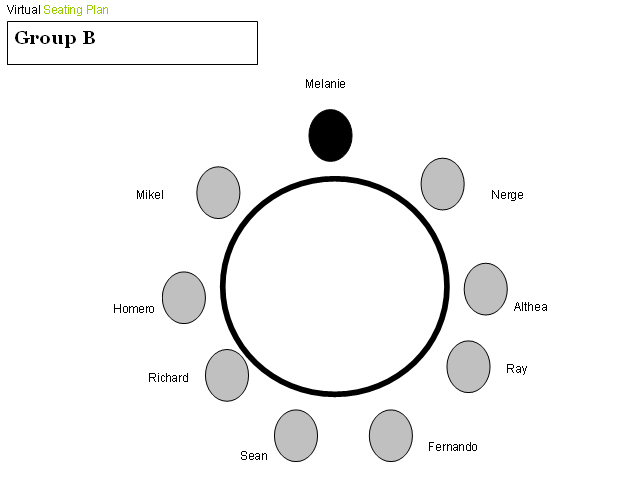 Virtual Seating Plan
Group B
Melanie
Mikel
Nerge
Homero
Althea
Richard
Ray
Sean
Fernando